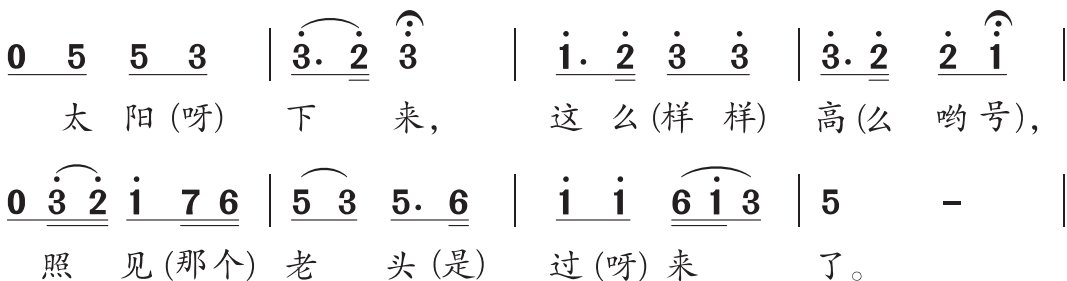 0 5 5 3 | 3̇. 2̇ 3̇ | 1̇. 2̇ 3̇ 3̇ | 3̇. 2̇ 2̇ 1̇ |
太 阳 (呀) 下 来, 这 么 (样 样) 高 (么 哟 号),
0 3̇ 2̇ 1̇ 7 6 | 5 3 5. 6 | 1̇ 1̇ 6 1̇ 3 | 5 – |
照 见 (那 个) 老 头 (是) 过 (呀) 来 了。